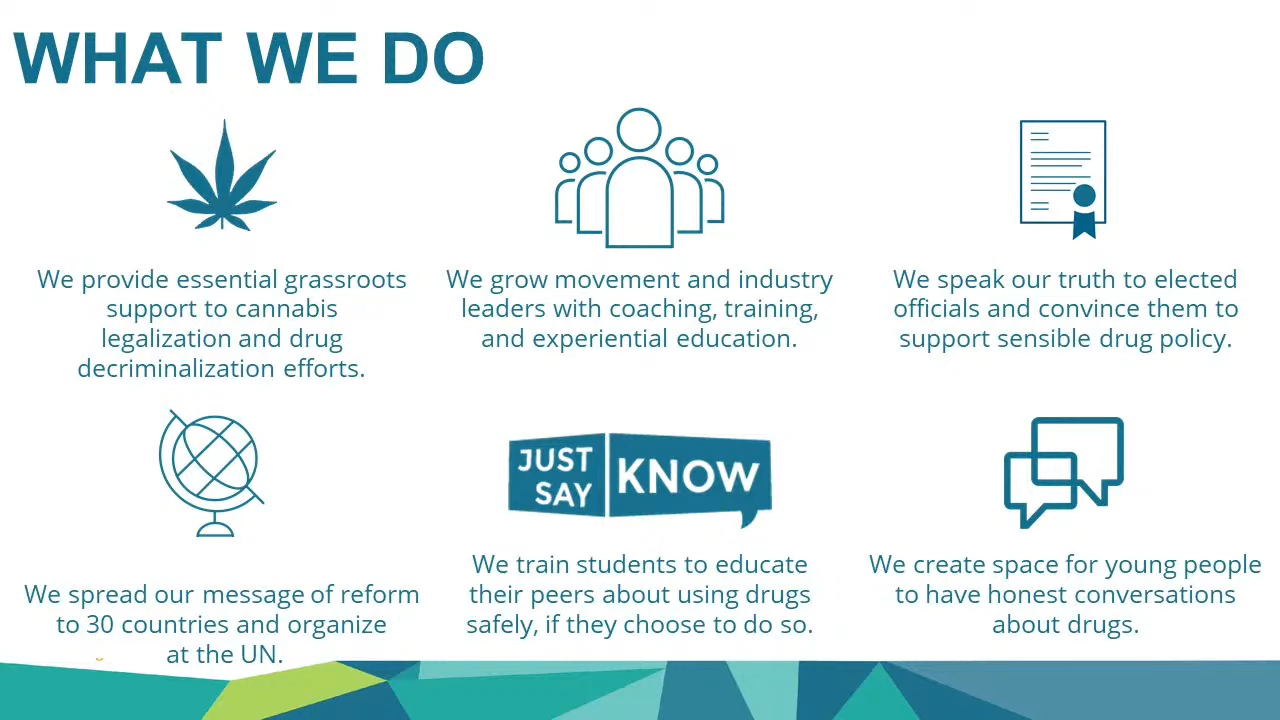 WHAT WE DO
We provide essential grassroots
support to cannabis
legalization and drug
decriminalization efforts.
We grow movement and industry
leaders with coaching, training,
and experiential education.
We speak our truth to elected
officials and convince them to
support sensible drug policy.
We spread our message of reform
to 30 countries and organize
at the UN.
JUST
SAY
KNOW
We train students to educate
their peers about using drugs
safely, if they choose to do so.
We create space for young people
to have honest conversations
about drugs.